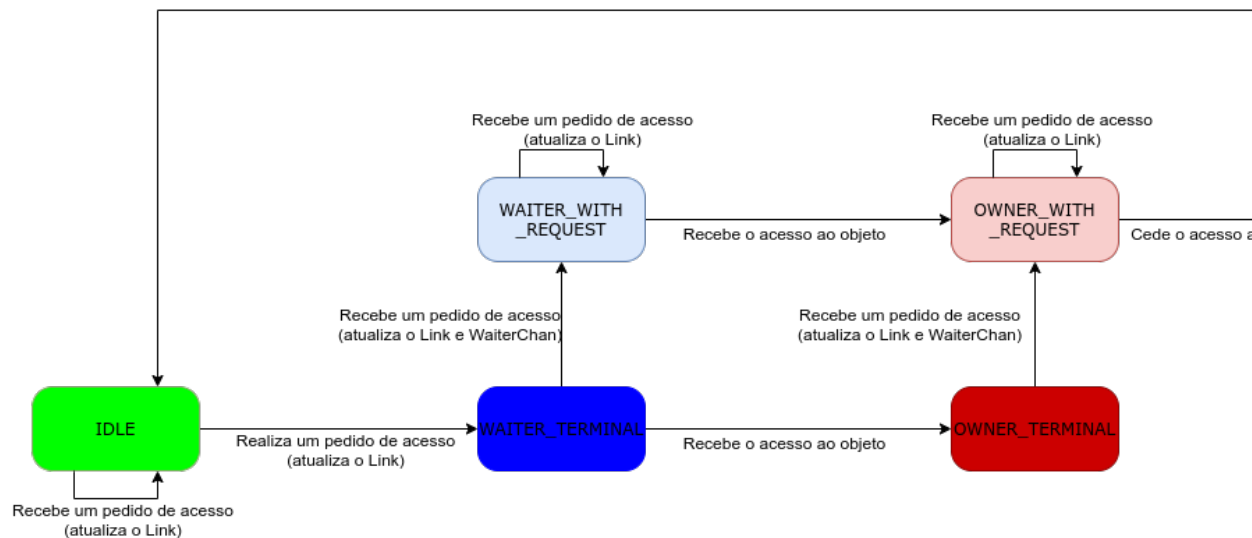 Recebe um pedido de acesso
(atualiza o Link)
Recebe um pedido de acesso
(atualiza o Link)
WAITER_WITH
_REQUEST
OWNER_WITH
_REQUEST
Recebe o acesso ao objeto
Cede o acesso a
Recebe um pedido de acesso
(atualiza o Link e WaiterChan)
Recebe um pedido de acesso
(atualiza o Link e WaiterChan)
IDLE
WAITER_TERMINAL
OWNER_TERMINAL
Realiza um pedido de acesso
(atualiza o Link)
Recebe o acesso ao objeto
Recebe um pedido de acesso
(atualiza o Link)